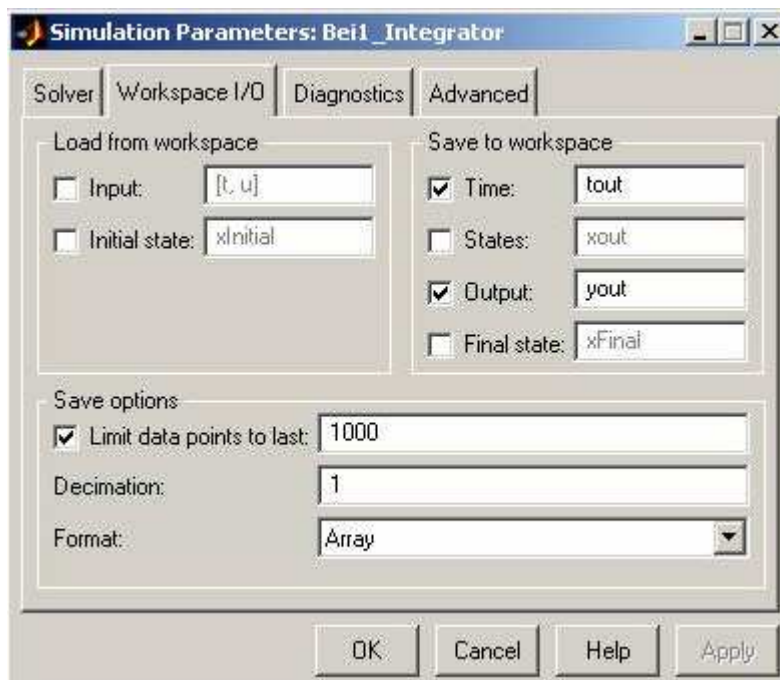 Simulation Parameters: Bei1_Integrator
Solver Workspace I/O Diagnostics Advanced
Load from workspace
Input: [t, u]
Initial state: xInitial
Save to workspace
Time: tout
States: xout
Output: yout
Final state: xFinal
Save options
Limit data points to last: 1000
Decimation: 1
Format: Array
OK Cancel Help Apply